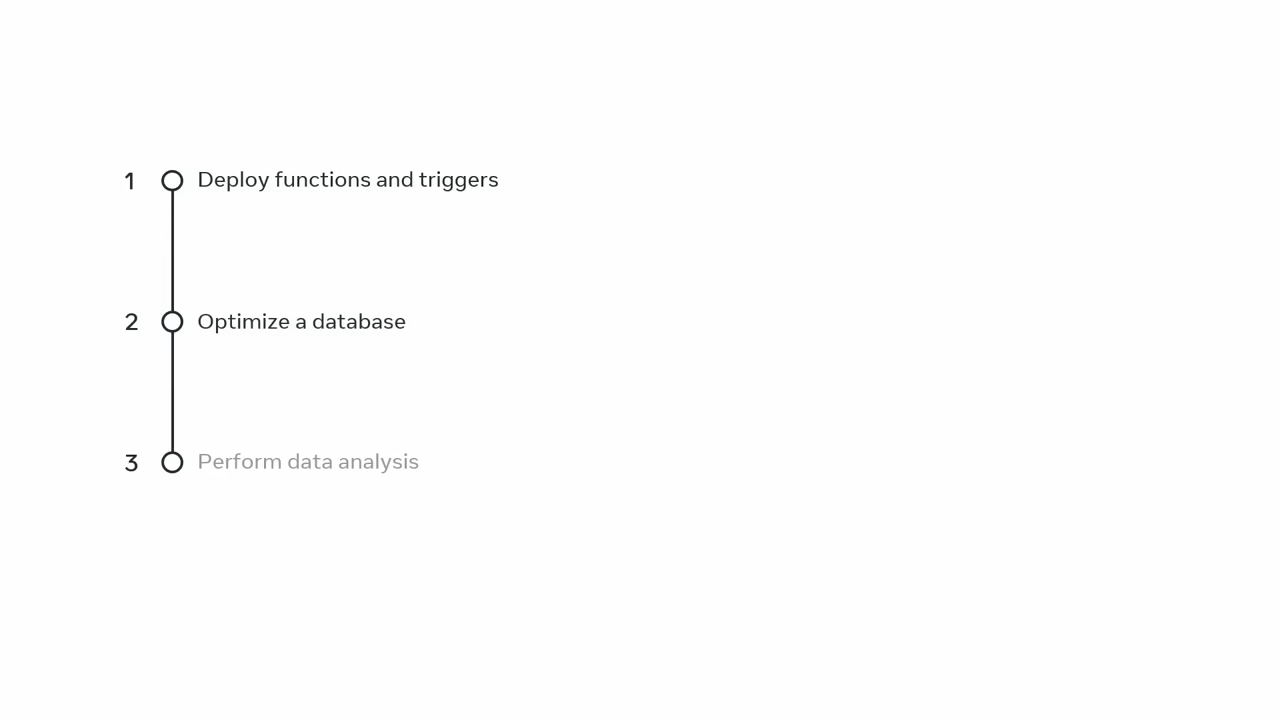 1 Deploy functions and triggers
2 Optimize a database
3 Perform data analysis